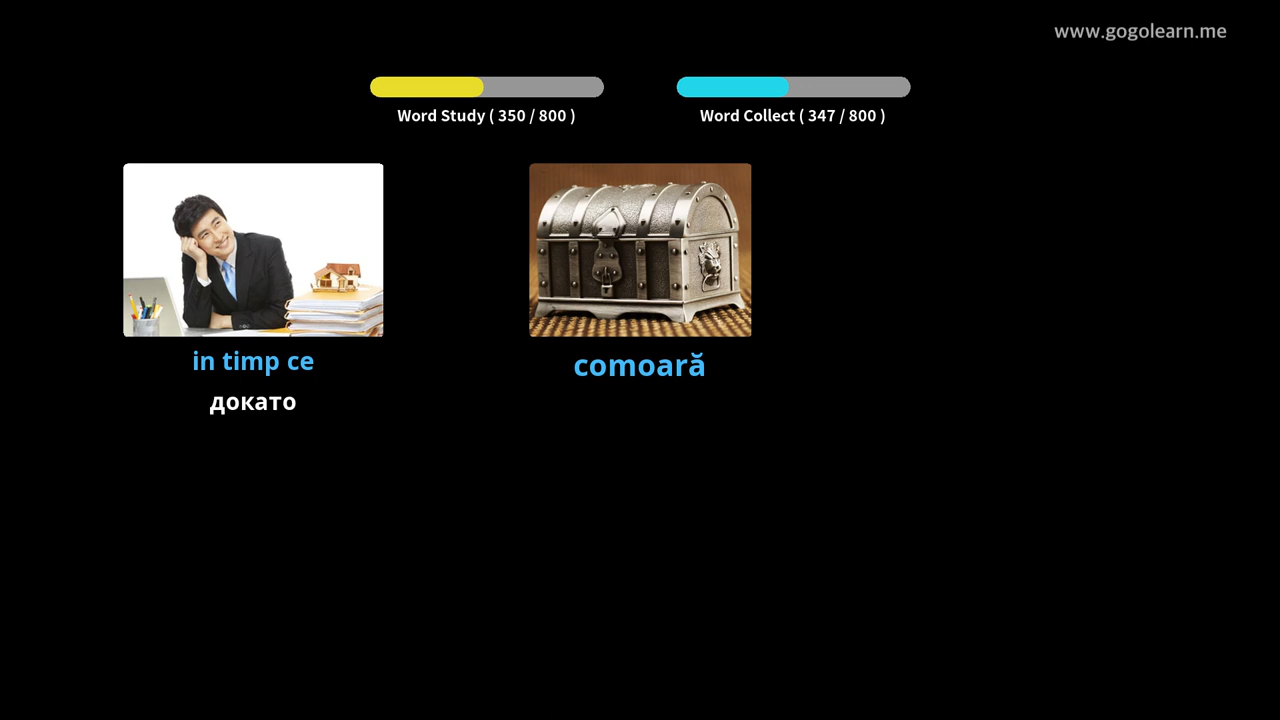 www.gogolearn.me
Word Study ( 350 / 800 )
Word Collect ( 347 / 800 )
in timp ce
докато
comoară